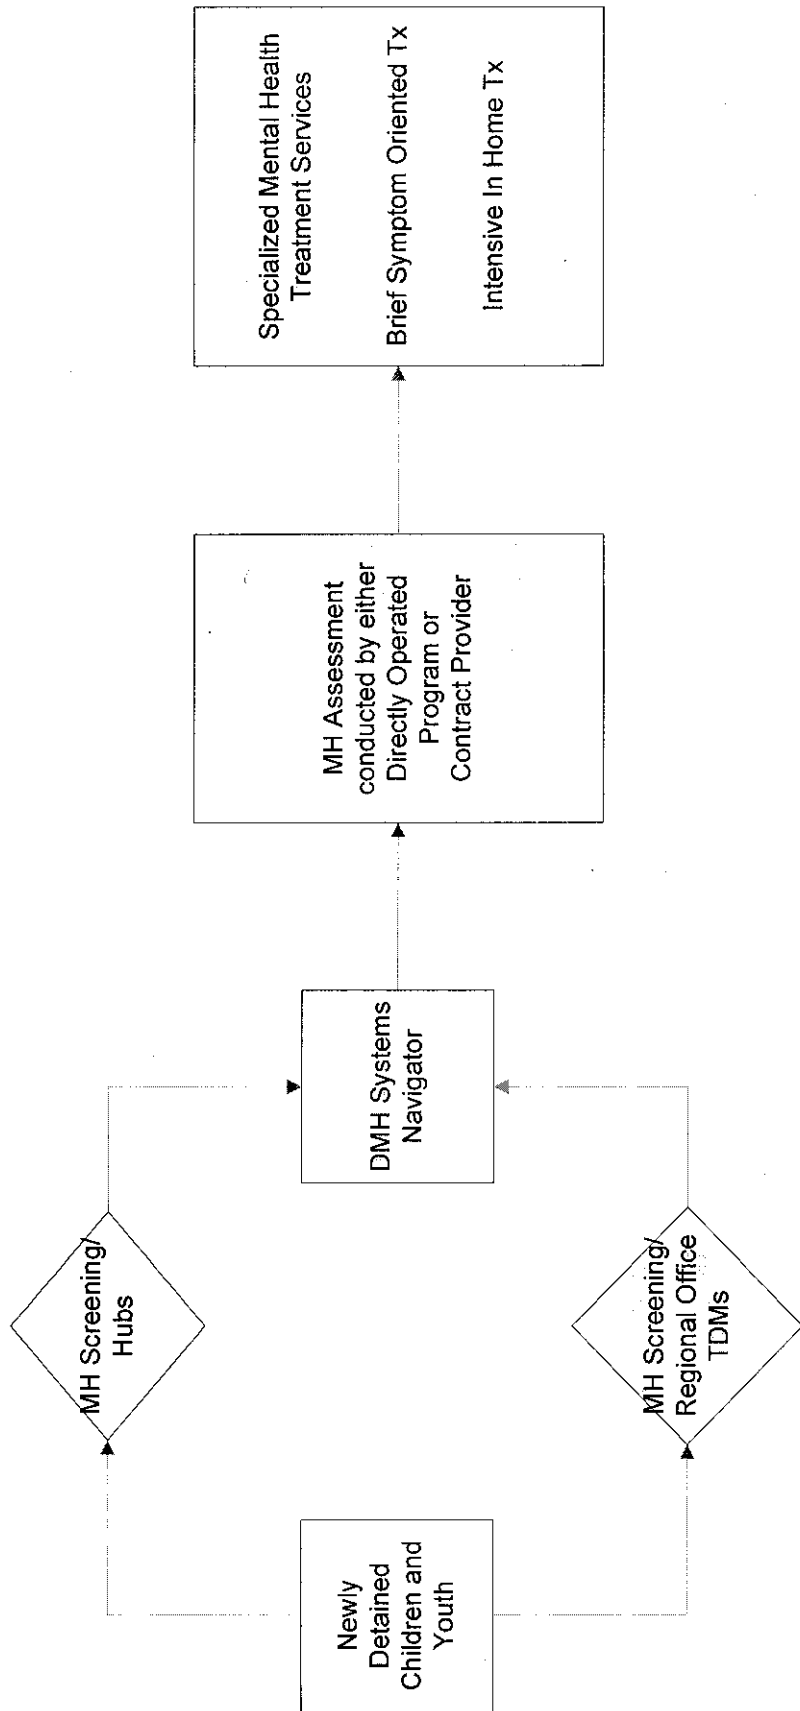 Newly
Detained
Children and
Youth
MH Screening/
Hubs
MH Screening/
Regional Office
TDMs
DMH Systems
Navigator
MH Assessment
conducted by either
Directly Operated
Program or
Contract Provider
Specialized Mental Health
Treatment Services
Brief Symptom Oriented Tx
Intensive In Home Tx